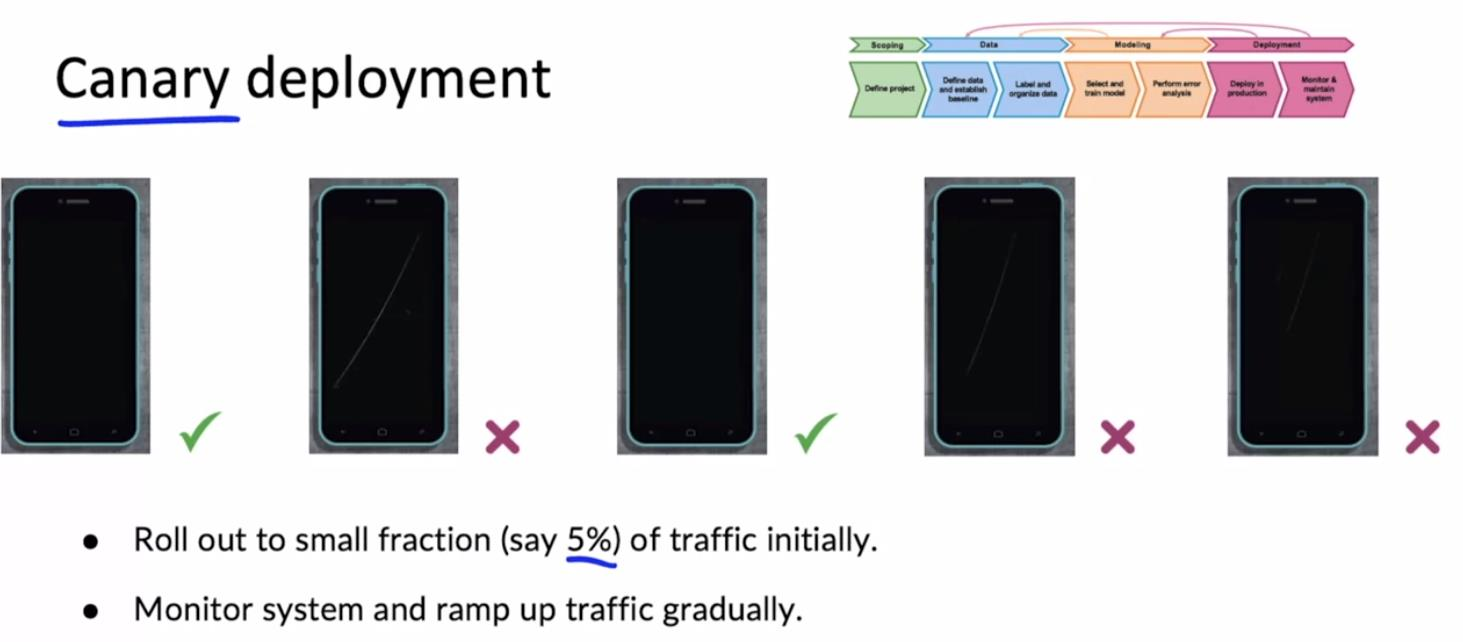 Canary deployment
Scoping
Data
Modeling
Deployment
Define project
Define data
and establish
baseline
Label and
organize data
Select and
train model
Perform error
analysis
Deploy in
production
Monitor &
maintain
system
● Roll out to small fraction (say 5%) of traffic initially.
● Monitor system and ramp up traffic gradually.